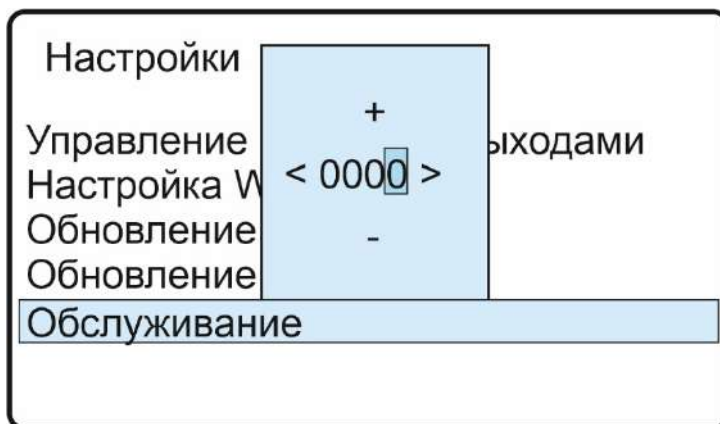 Настройки
+
Управление ыходами
< 0000 >
Настройка W
Обновление
-
Обновление
Обслуживание